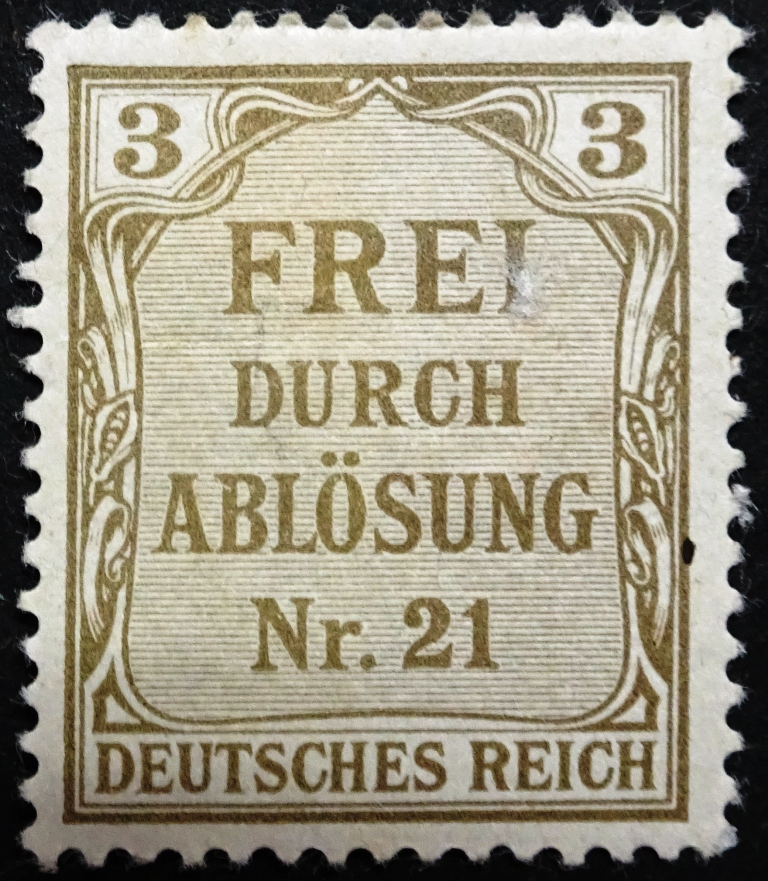 3 3
FREI
DURCH
ABLÖSUNG
Nr. 21
DEUTSCHES REICH